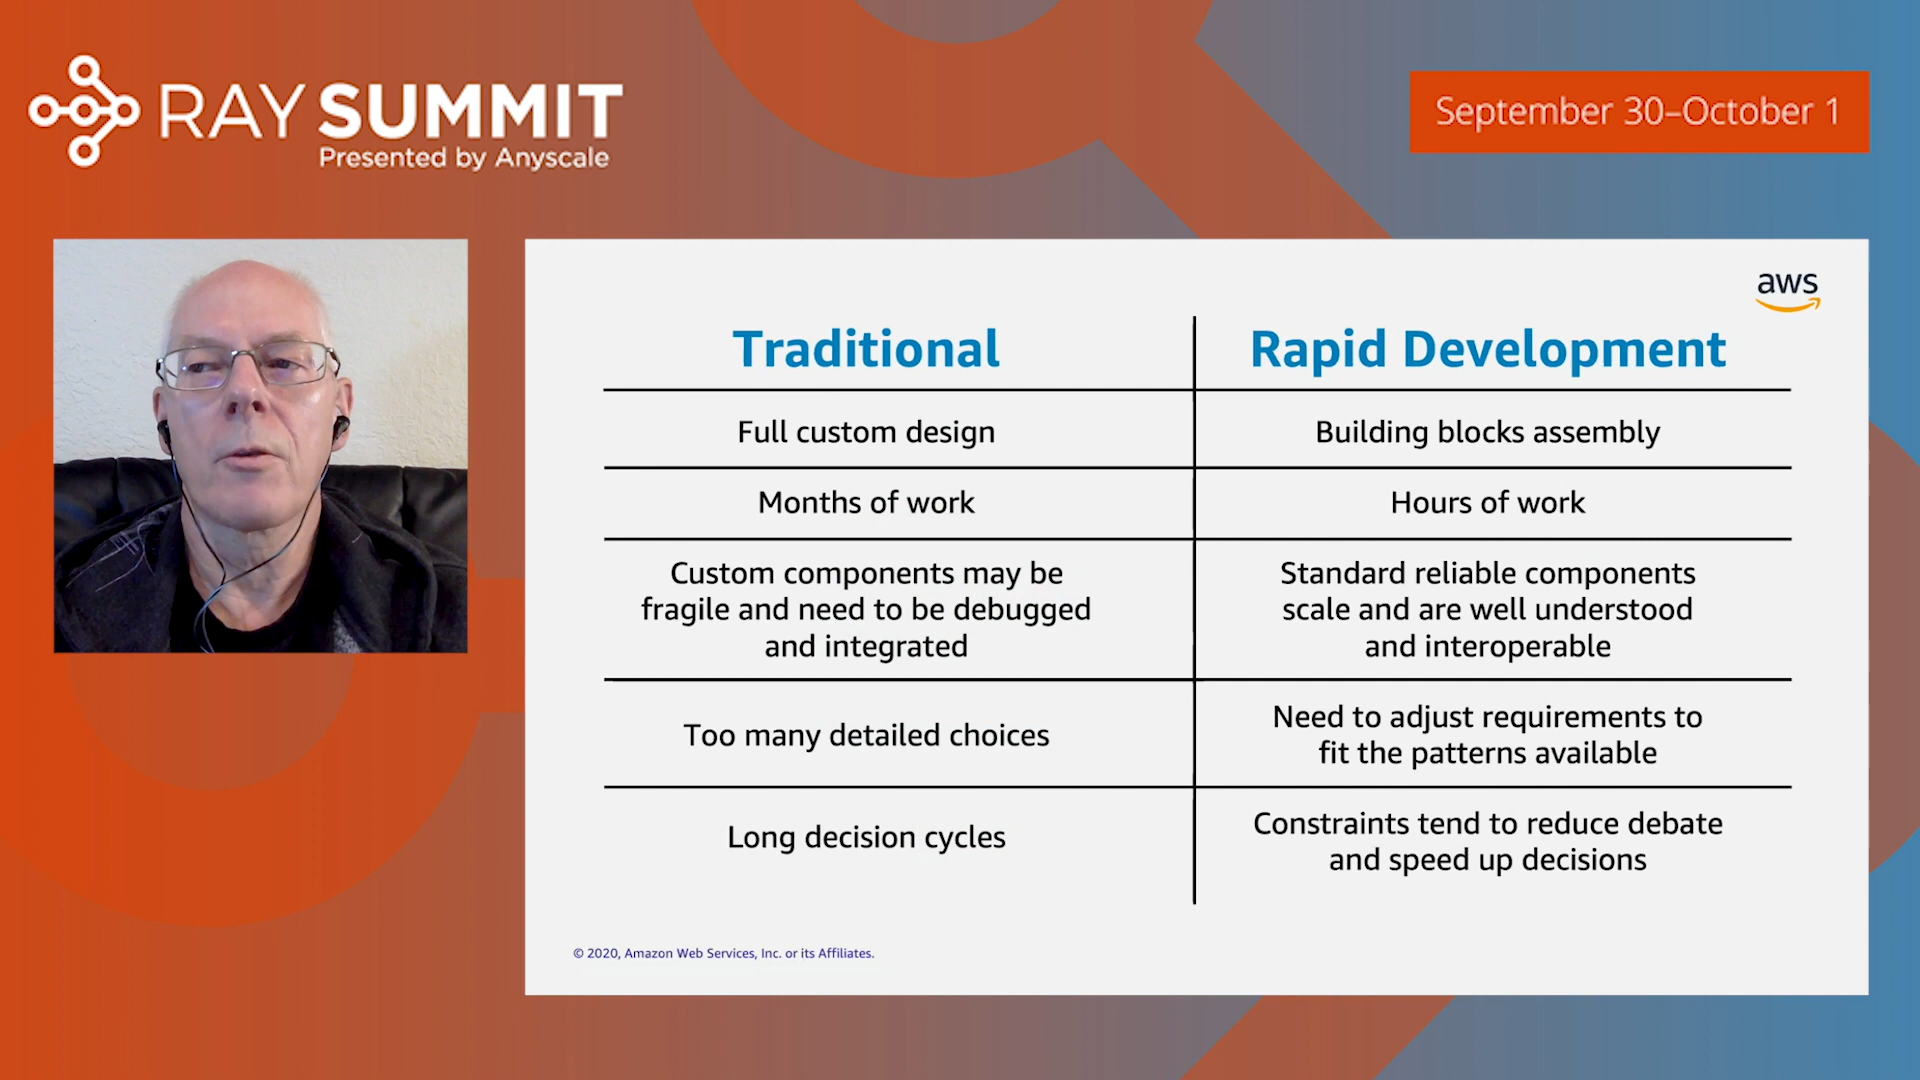 RAY SUMMIT
Presented by Anyscale
September 30–October 1
aws
Traditional
Rapid Development
Full custom design
Building blocks assembly
Months of work
Hours of work
Custom components may be
fragile and need to be debugged
and integrated
Standard reliable components
scale and are well understood
and interoperable
Too many detailed choices
Need to adjust requirements to
fit the patterns available
Long decision cycles
Constraints tend to reduce debate
and speed up decisions
© 2020, Amazon Web Services, Inc. or its Affiliates.